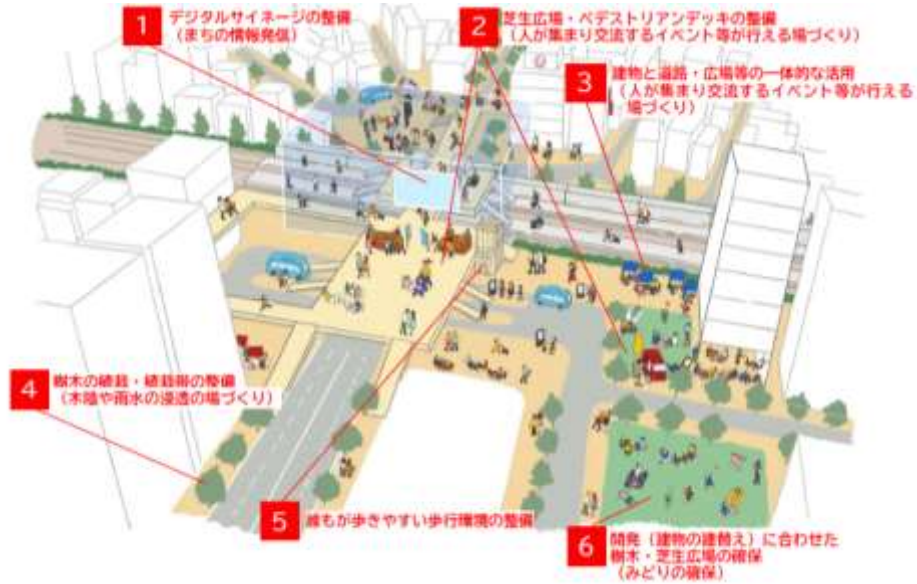 1 デジタルサイネージの整備
（まちの情報発信）
2 芝生広場・ペデストリアンデッキの整備
（人が集まり交流するイベント等が行える場づくり）
3 建物と道路・広場等の一体的な活用
（人が集まり交流するイベント等が行える
場づくり）
4 樹木の植栽・植栽帯の整備
（木陰や雨水の浸透の場づくり）
5 誰もが歩きやすい歩行環境の整備
6 開発（建物の建替え）に合わせた
樹木・芝生広場の確保
（みどりの確保）